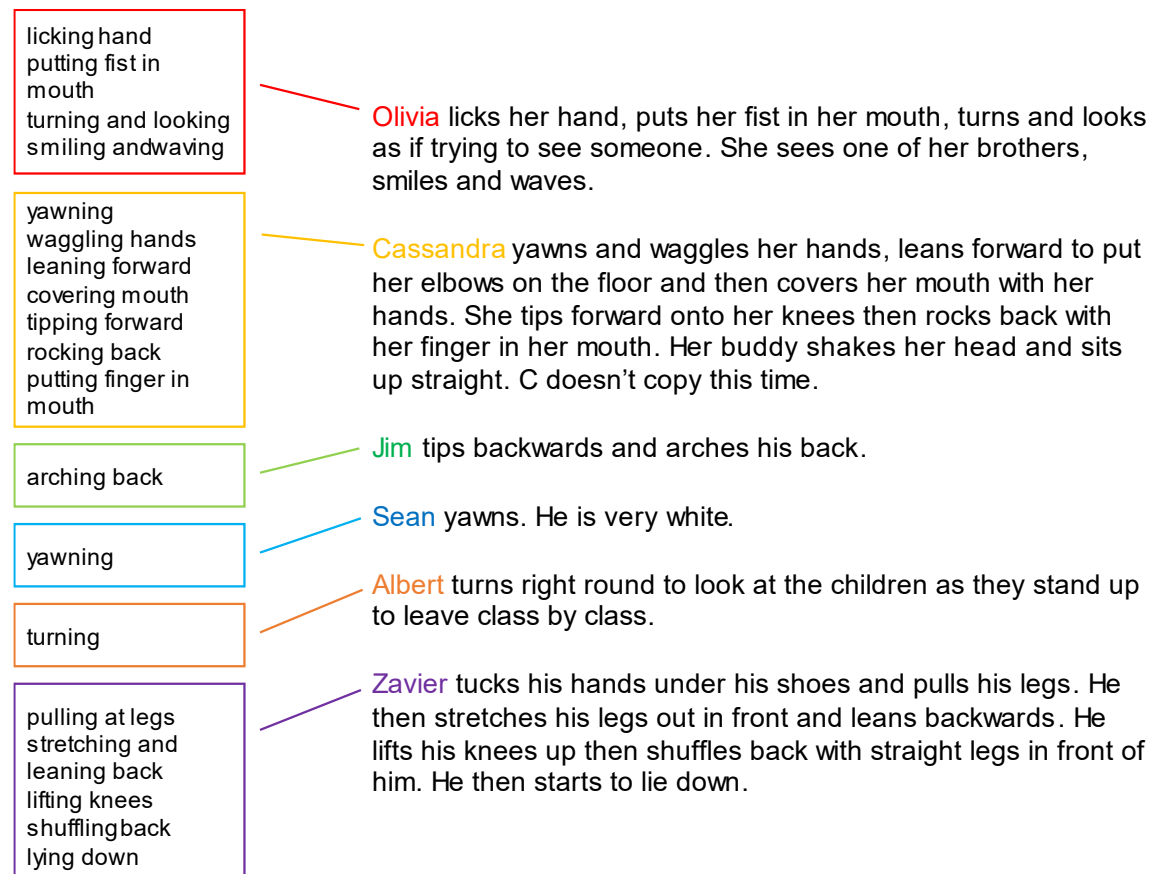 licking hand
putting fist in
mouth
turning and looking
smiling andwaving
Olivia licks her hand, puts her fist in her mouth, turns and looks
as if trying to see someone. She sees one of her brothers,
smiles and waves.
yawning
waggling hands
leaning forward
covering mouth
tipping forward
rocking back
putting finger in
mouth
Cassandra yawns and waggles her hands, leans forward to put
her elbows on the floor and then covers her mouth with her
hands. She tips forward onto her knees then rocks back with
her finger in her mouth. Her buddy shakes her head and sits
up straight. C doesn’t copy this time.
arching back
Jim tips backwards and arches his back.
yawning
Sean yawns. He is very white.
turning
Albert turns right round to look at the children as they stand up
to leave class by class.
pulling at legs
stretching and
leaning back
lifting knees
shufflingback
lying down
Zavier tucks his hands under his shoes and pulls his legs. He
then stretches his legs out in front and leans backwards. He
lifts his knees up then shuffles back with straight legs in front of
him. He then starts to lie down.